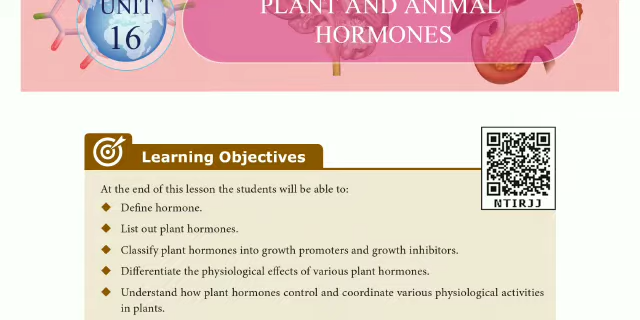 UNIT
16
PLANT AND ANIMAL
HORMONES
Learning Objectives
At the end of this lesson the students will be able to:
Define hormone.
List out plant hormones.
Classify plant hormones into growth promoters and growth inhibitors.
Differentiate the physiological effects of various plant hormones.
Understand how plant hormones control and coordinate various physiological activities
in plants.
NTIRJJ